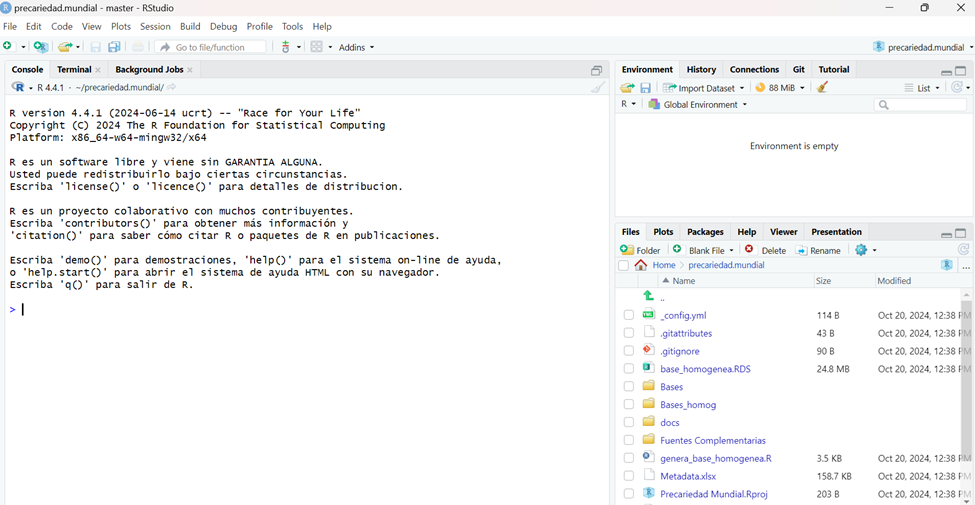 precariedad.mundial - master - RStudio
File Edit Code View Plots Session Build Debug Profile Tools Help
Go to file/function Addins precariedad.mundial
Console Terminal Background Jobs
R 4.4.1 · ~/precariedad.mundial/
R version 4.4.1 (2024-06-14 ucrt) -- "Race for Your Life"
Copyright (C) 2024 The R Foundation for Statistical Computing
Platform: x86_64-w64-mingw32/x64
R es un software libre y viene sin GARANTIA ALGUNA.
Usted puede redistribuirlo bajo ciertas circunstancias.
Escriba 'license()' o 'licence()' para detalles de distribucion.
R es un proyecto colaborativo con muchos contribuyentes.
Escriba 'contributors()' para obtener más información y
'citation()' para saber cómo citar R o paquetes de R en publicaciones.
Escriba 'demo()' para demostraciones, 'help()' para el sistema on-line de ayuda,
o 'help.start()' para abrir el sistema de ayuda HTML con su navegador.
Escriba 'q()' para salir de R.
>
Environment History Connections Git Tutorial
Import Dataset 88 MiB List
R Global Environment
Environment is empty
Files Plots Packages Help Viewer Presentation
Folder Blank File Delete Rename
Home precariedad.mundial ...
Name Size Modified
..
_config.yml 114 B Oct 20, 2024, 12:38 PM
.gitattributes 43 B Oct 20, 2024, 12:38 PM
.gitignore 90 B Oct 20, 2024, 12:38 PM
base_homogenea.RDS 24.8 MB Oct 20, 2024, 12:38 PM
Bases
Bases_homog
docs
Fuentes Complementarias
genera_base_homogenea.R 3.5 KB Oct 20, 2024, 12:38 PM
Metadata.xlsx 158.7 KB Oct 20, 2024, 12:38 PM
Precariedad Mundial.Rproj 203 B Oct 20, 2024, 12:38 PM